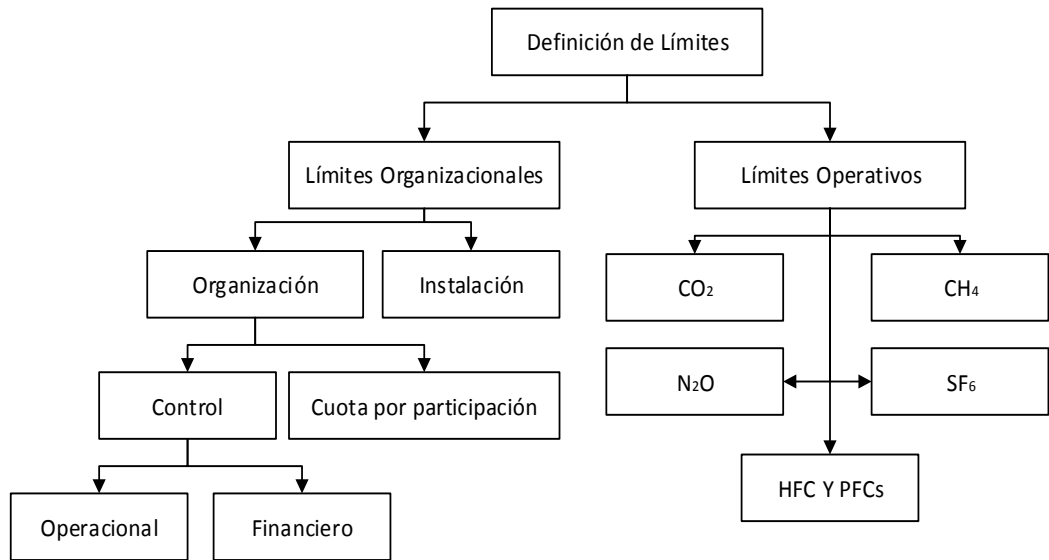 Definición de Límites
Límites Organizacionales
Límites Operativos
Organización
Instalación
CO₂
CH₄
Control
Cuota por participación
N₂O
SF₆
Operacional
Financiero
HFC Y PFCs